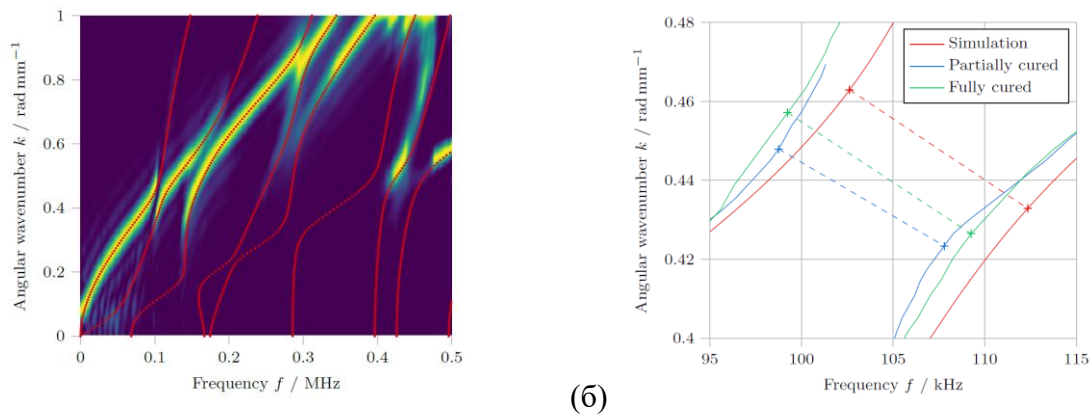 1
0.8
0.6
0.4
0.2
0
0
0.1
0.2
0.3
0.4
0.5
Angular wavenumber k / rad mm⁻¹
Frequency f / MHz
(б)
0.48
0.46
0.44
0.42
0.4
95
100
105
110
115
Angular wavenumber k / rad mm⁻¹
Frequency f / kHz
Simulation
Partially cured
Fully cured